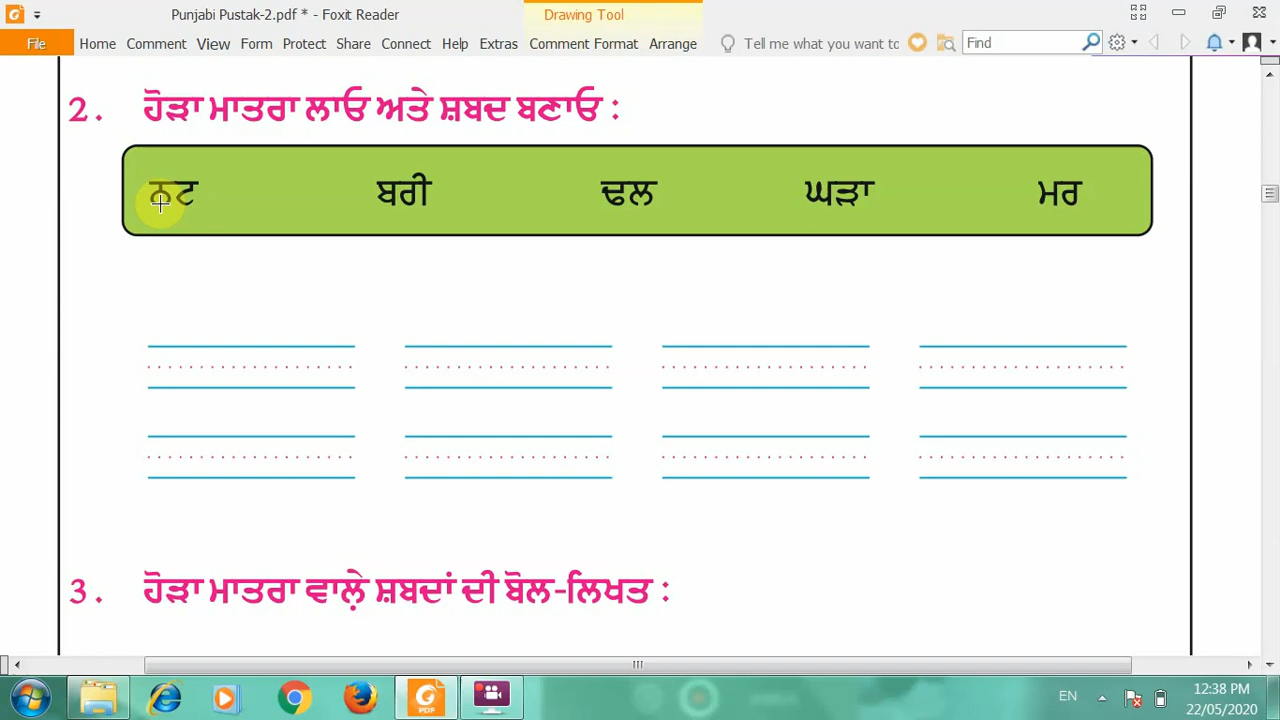 Punjabi Pustak-2.pdf * - Foxit Reader
Drawing Tool
File Home Comment View Form Protect Share Connect Help Extras Comment Format Arrange Tell me what you want to Find
2. ਹੋੜਾ ਮਾਤਰਾ ਲਾਓ ਅਤੇ ਸ਼ਬਦ ਬਣਾਓ :
ਨਟ ਬਰੀ ਢਲ ਘੜਾ ਮਰ
3. ਹੋੜਾ ਮਾਤਰਾ ਵਾਲ਼ੇ ਸ਼ਬਦਾਂ ਦੀ ਬੋਲ-ਲਿਖਤ :
PDF
EN
12:38 PM
22/05/2020